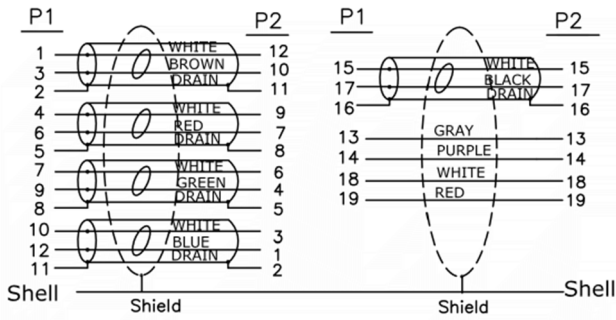 P1 P2 P1 P2
1 WHITE 12
3 BROWN 10
2 DRAIN 11
4 WHITE 9
6 RED 7
5 DRAIN 8
7 WHITE 6
9 GREEN 4
8 DRAIN 5
10 WHITE 3
12 BLUE 1
11 DRAIN 2
15 WHITE 15
17 BLACK 17
16 DRAIN 16
13 GRAY 13
14 PURPLE 14
18 WHITE 18
19 RED 19
Shell Shell
Shield Shield